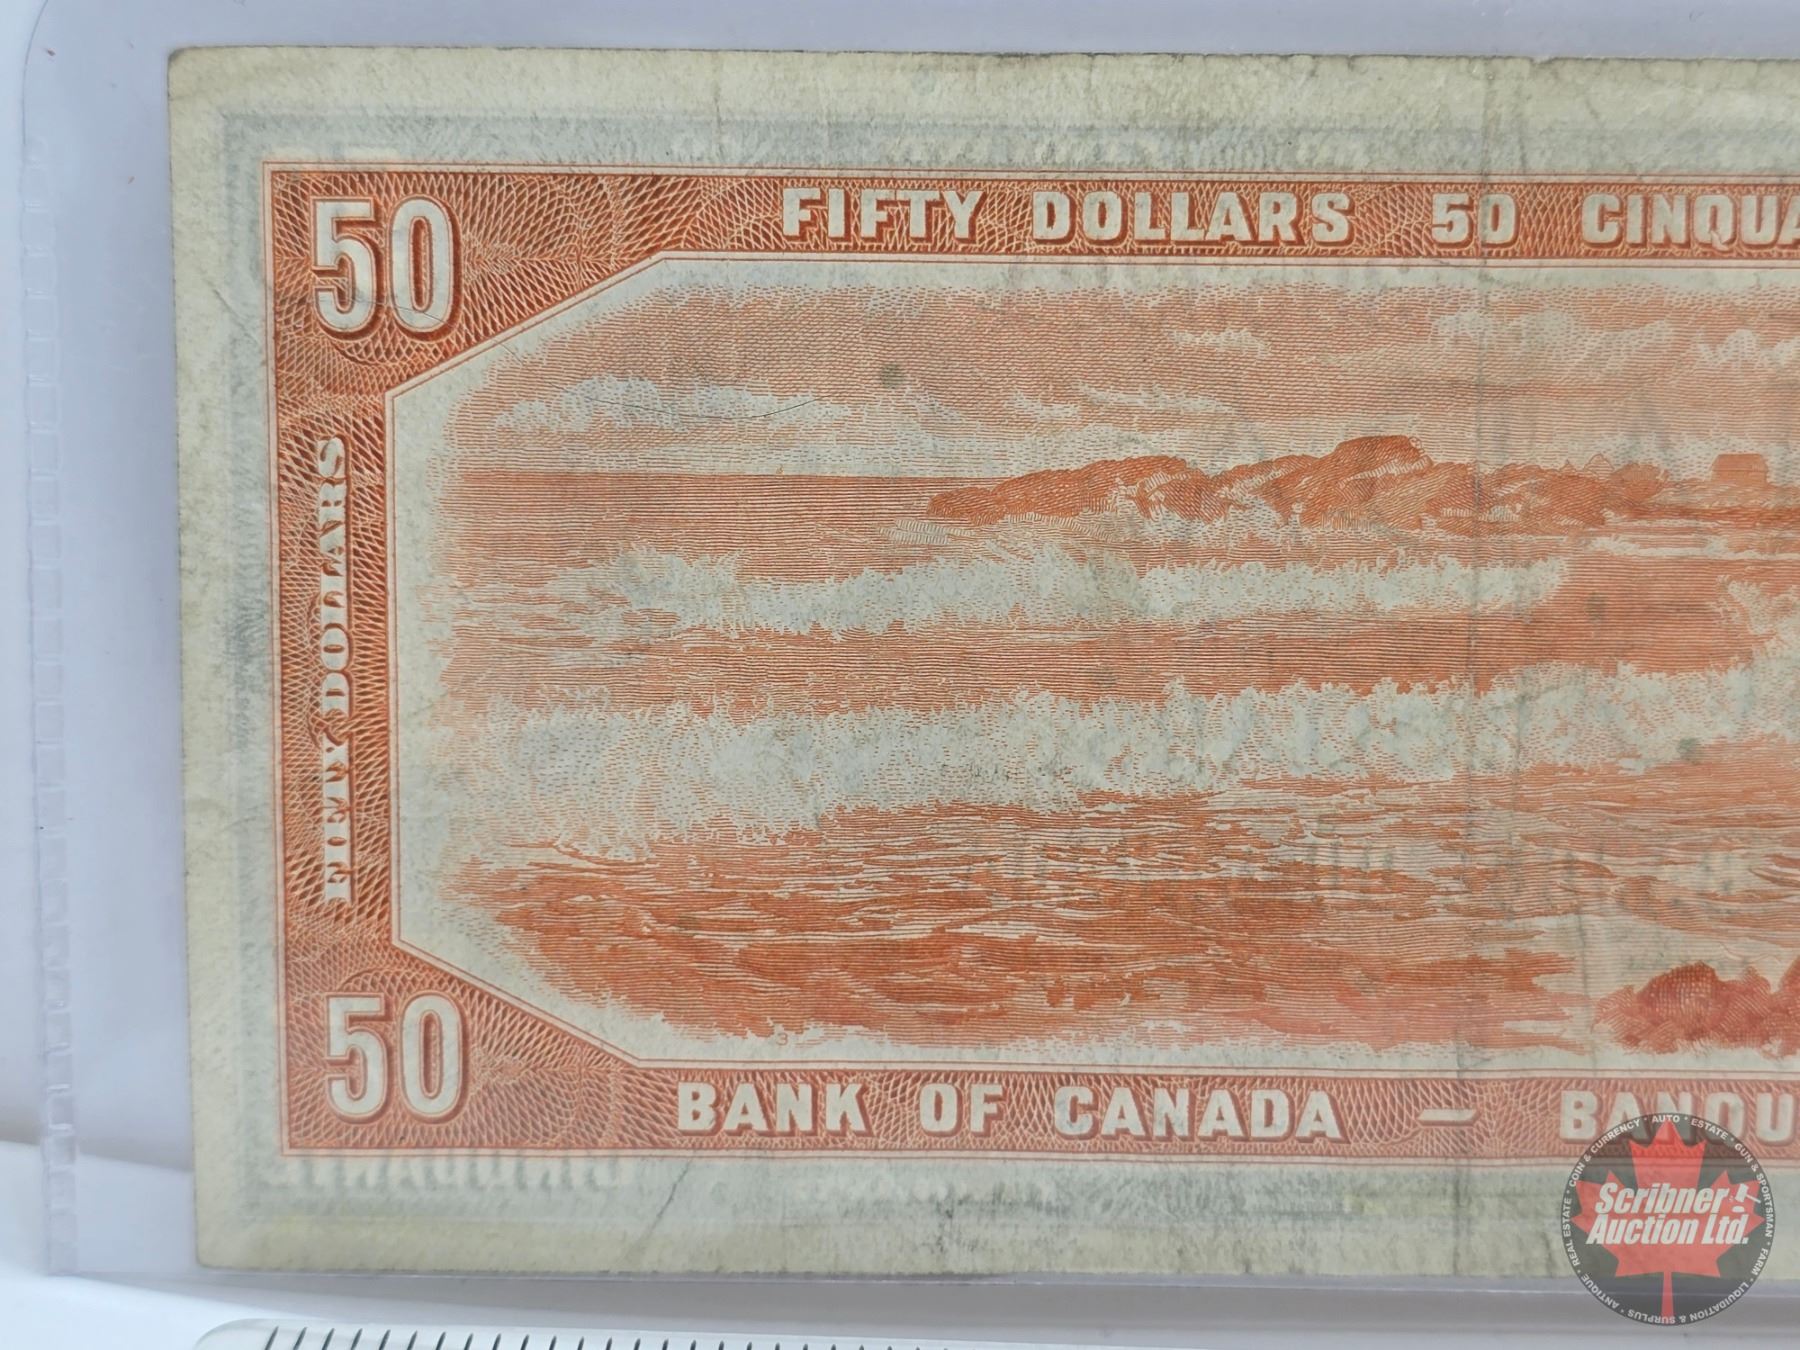 50
FIFTY DOLLARS 50 CINQUA
FIFTY DOLLARS
50
BANK OF CANADA — BANQU
3
Scribner
Auction Ltd.
COIN & CURRENCY • AUTO • ESTATE • GUN & SPORTSMAN • FARM • LIQUIDATION & SURPLUS • ANTIQUE • REAL ESTATE •